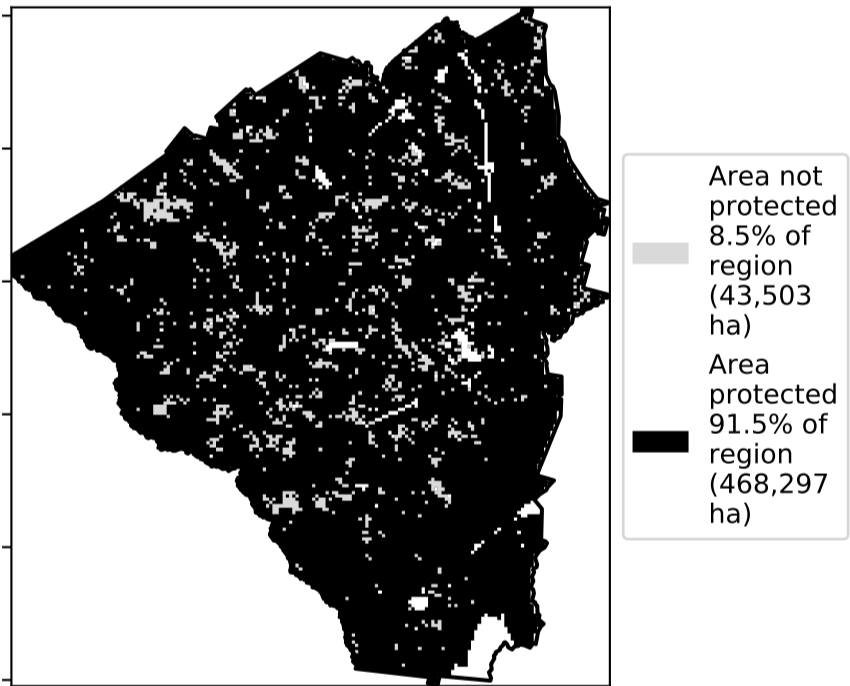 Area not
protected
8.5% of
region
(43,503
ha)
Area
protected
91.5% of
region
(468,297
ha)